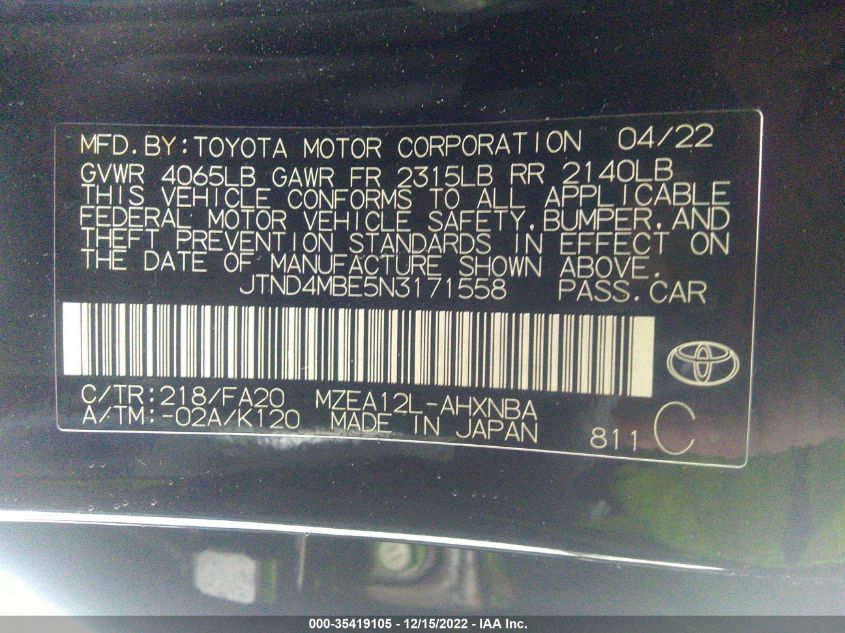 MFD.BY:TOYOTA MOTOR CORPORATION 04/22
GVWR 4065LB GAWR FR 2315LB RR 2140LB
THIS VEHICLE CONFORMS TO ALL APPLICABLE
FEDERAL MOTOR VEHICLE SAFETY,BUMPER,AND
THEFT PREVENTION STANDARDS IN EFFECT ON
THE DATE OF MANUFACTURE SHOWN ABOVE.
JTND4MBE5N3171558 PASS.CAR
C/TR:218/FA20 MZEA12L-AHXNBA
A/TM:-02A/K120 MADE IN JAPAN 811 C
000-35419105 - 12/15/2022 - IAA Inc.